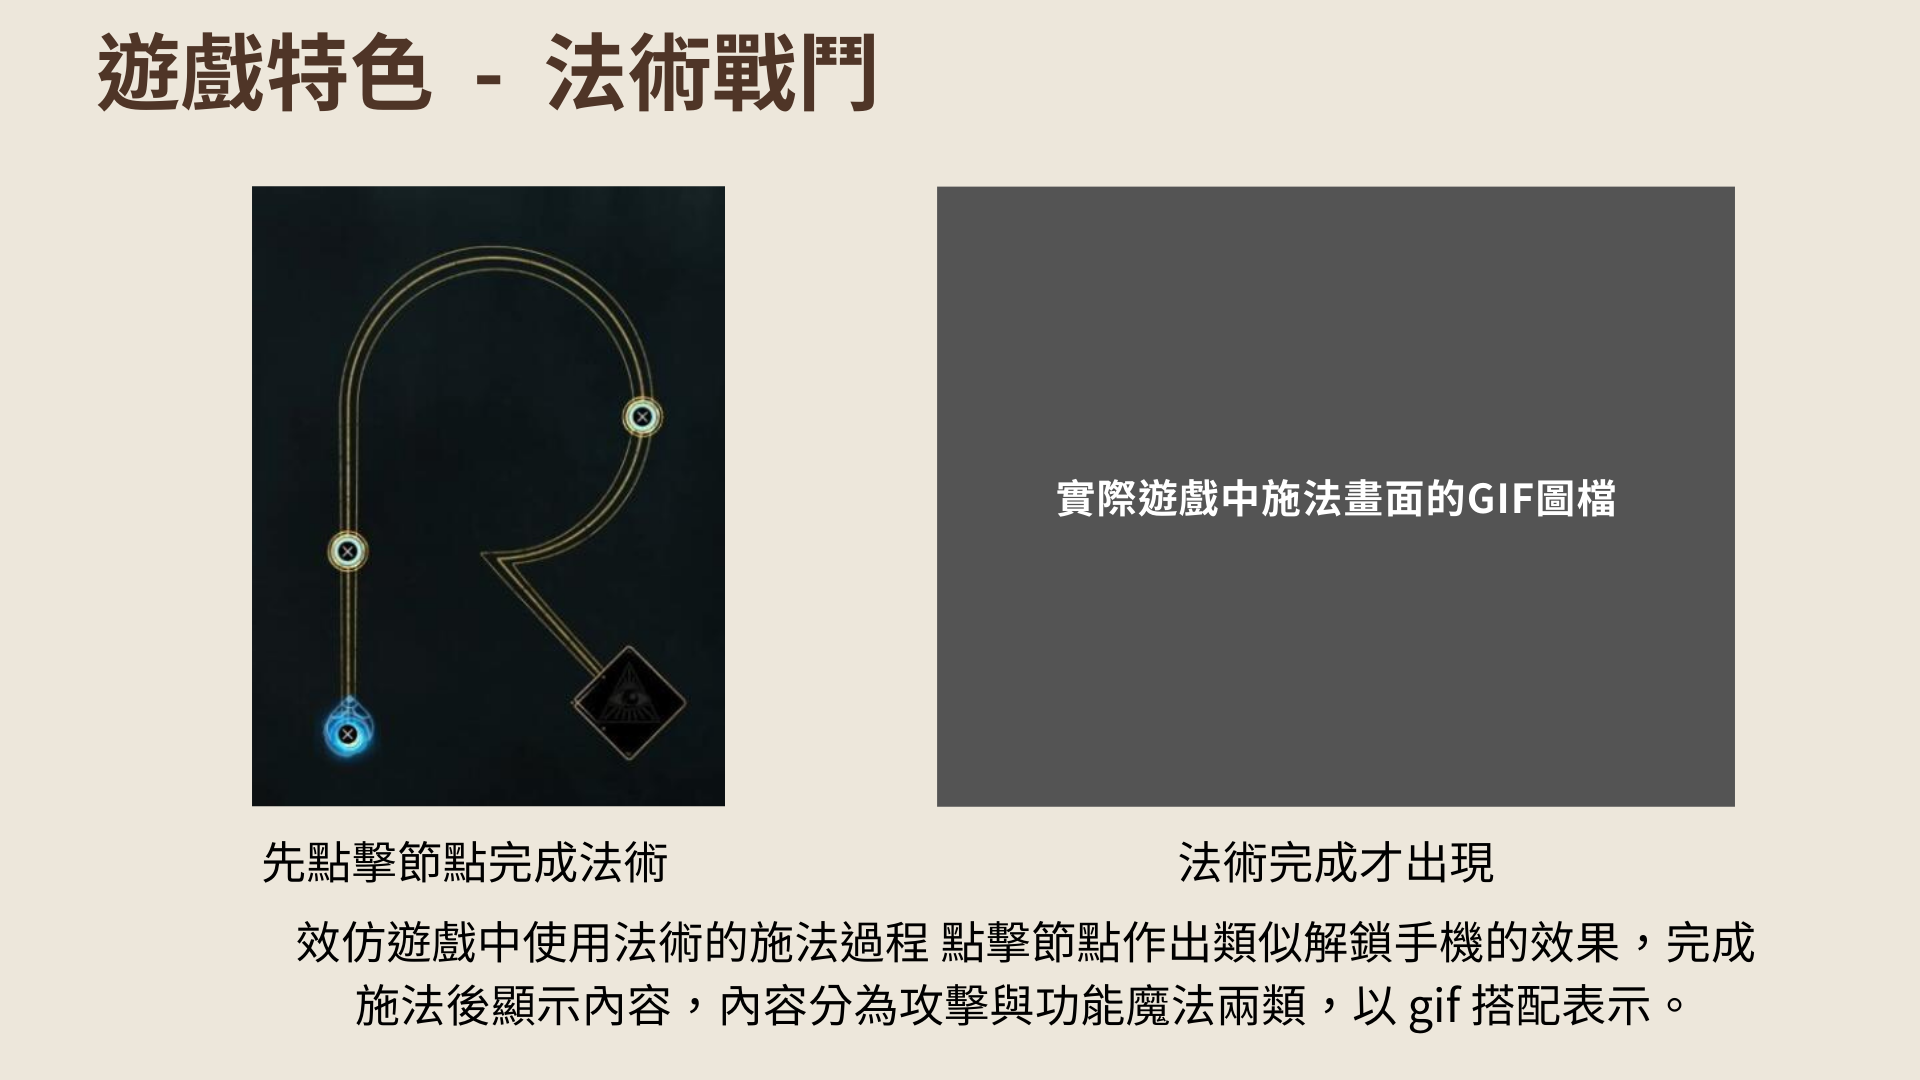 遊戲特色 - 法術戰鬥
實際遊戲中施法畫面的GIF圖檔
先點擊節點完成法術
法術完成才出現
效仿遊戲中使用法術的施法過程 點擊節點作出類似解鎖手機的效果，完成
施法後顯示內容，內容分為攻擊與功能魔法兩類，以 gif 搭配表示。